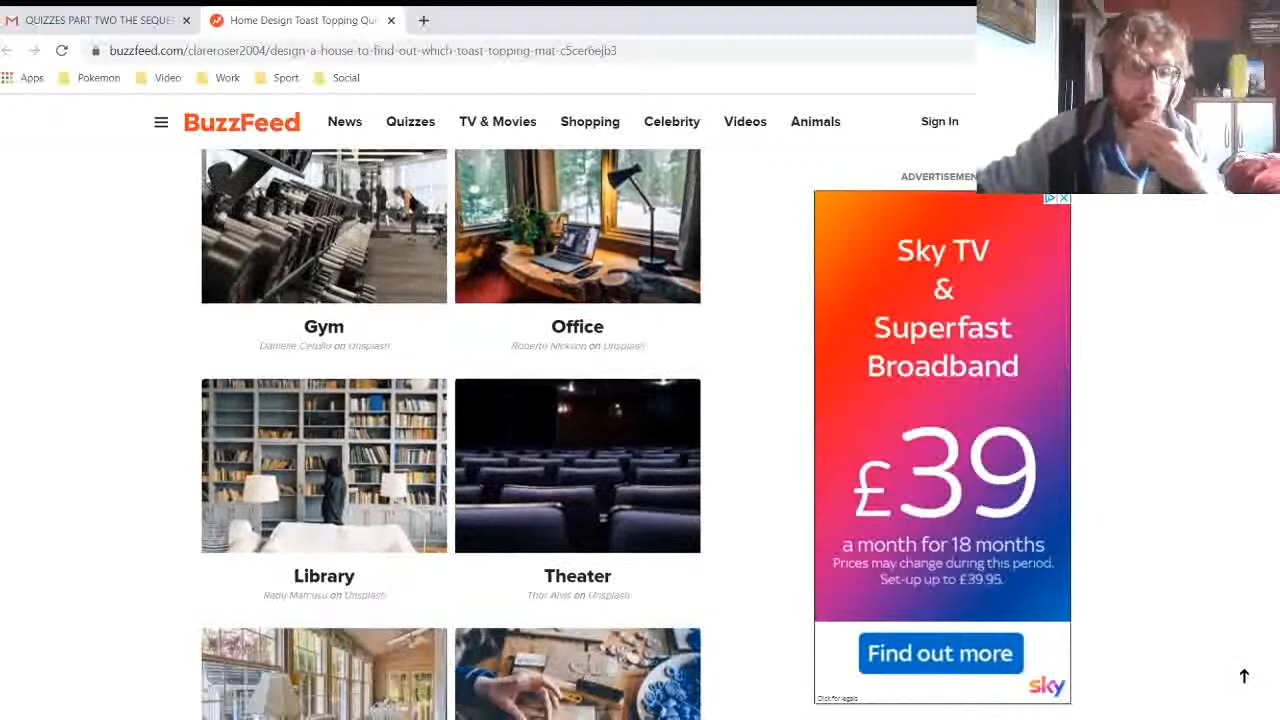 QUIZZES PART TWO THE SEQUE
Home Design Toast Topping Qui
buzzfeed.com/clareroser2004/design-a-house-to-find-out-which-toast-topping-mat-c5cer6ejb3
Apps Pokemon Video Work Sport Social
BuzzFeed News Quizzes TV & Movies Shopping Celebrity Videos Animals Sign In
ADVERTISEMEN
Gym
on Unsplash
Office
on Unsplash
Library
on Unsplash
Theater
on Unsplash
Sky TV
&
Superfast
Broadband
£39
a month for 18 months
Prices may change during this period.
Set-up up to £39.95.
Find out more
sky
Click for legals